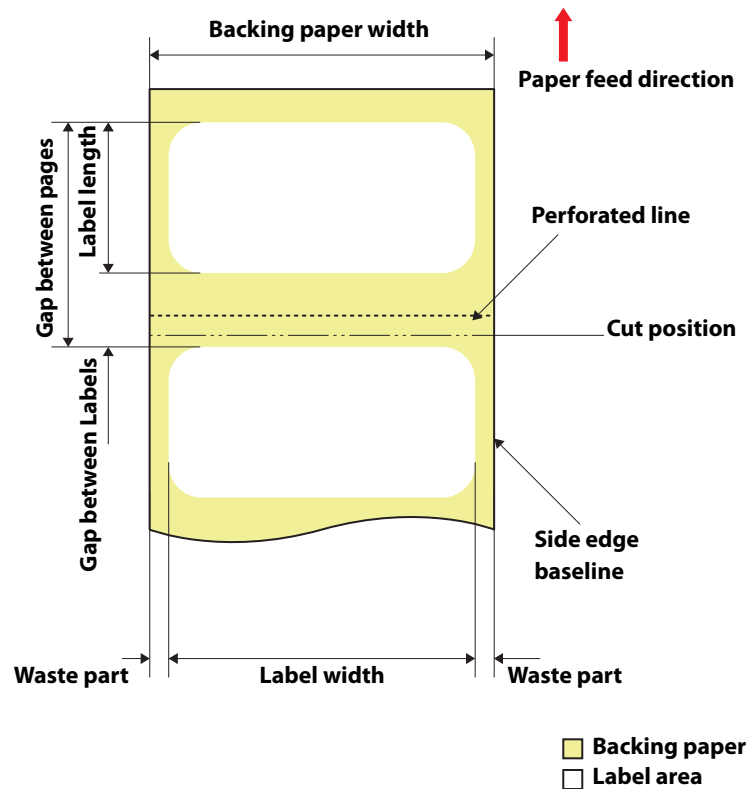 Backing paper width
Paper feed direction
Gap between pages
Label length
Perforated line
Cut position
Gap between Labels
Side edge
baseline
Waste part
Label width
Waste part
Backing paper
Label area